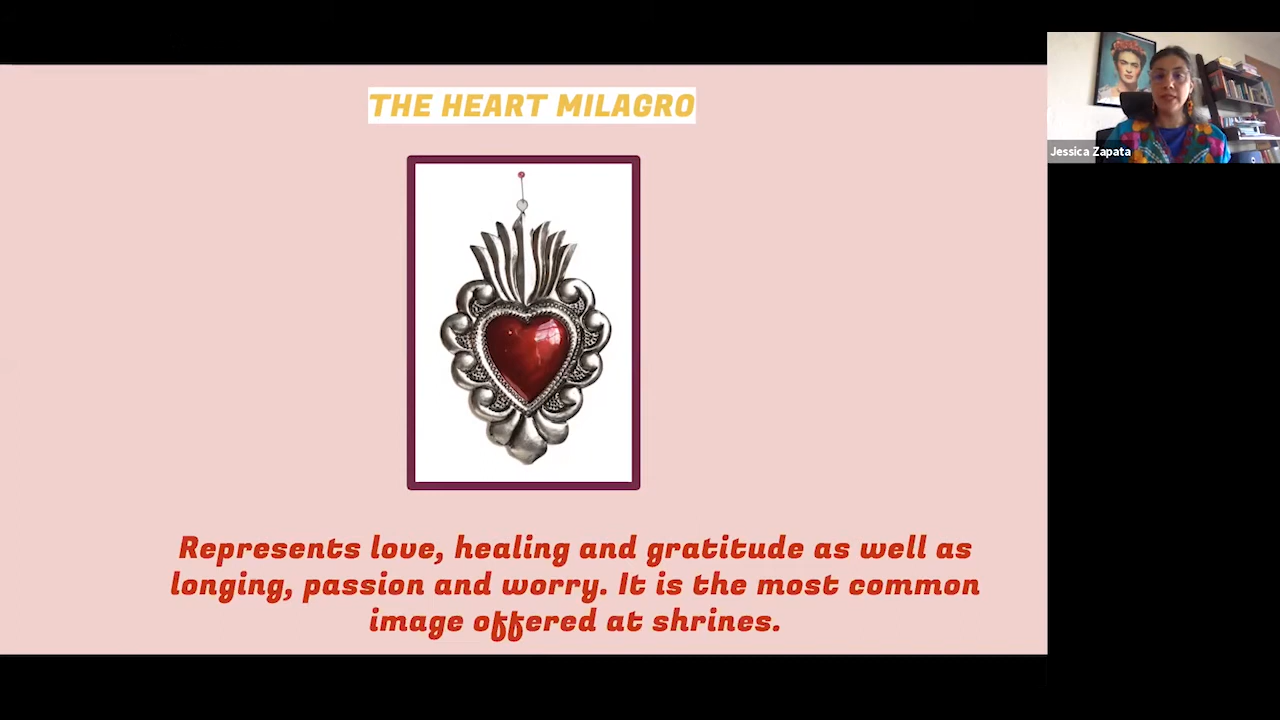 THE HEART MILAGRO
Jessica Zapata
Represents love, healing and gratitude as well as
longing, passion and worry. It is the most common
image offered at shrines.